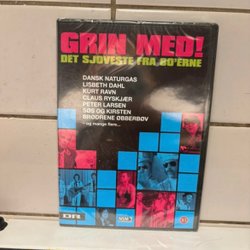 GRIN MED!
DET SJOVESTE FRA 80'ERNE
DANSK NATURGAS
LISBETH DAHL
KURT RAVN
CLAUS RYSKJÆR
PETER LARSEN
SØS OG KIRSTEN
BRØDRENE OBBERBØV
- og mange flere...
DR